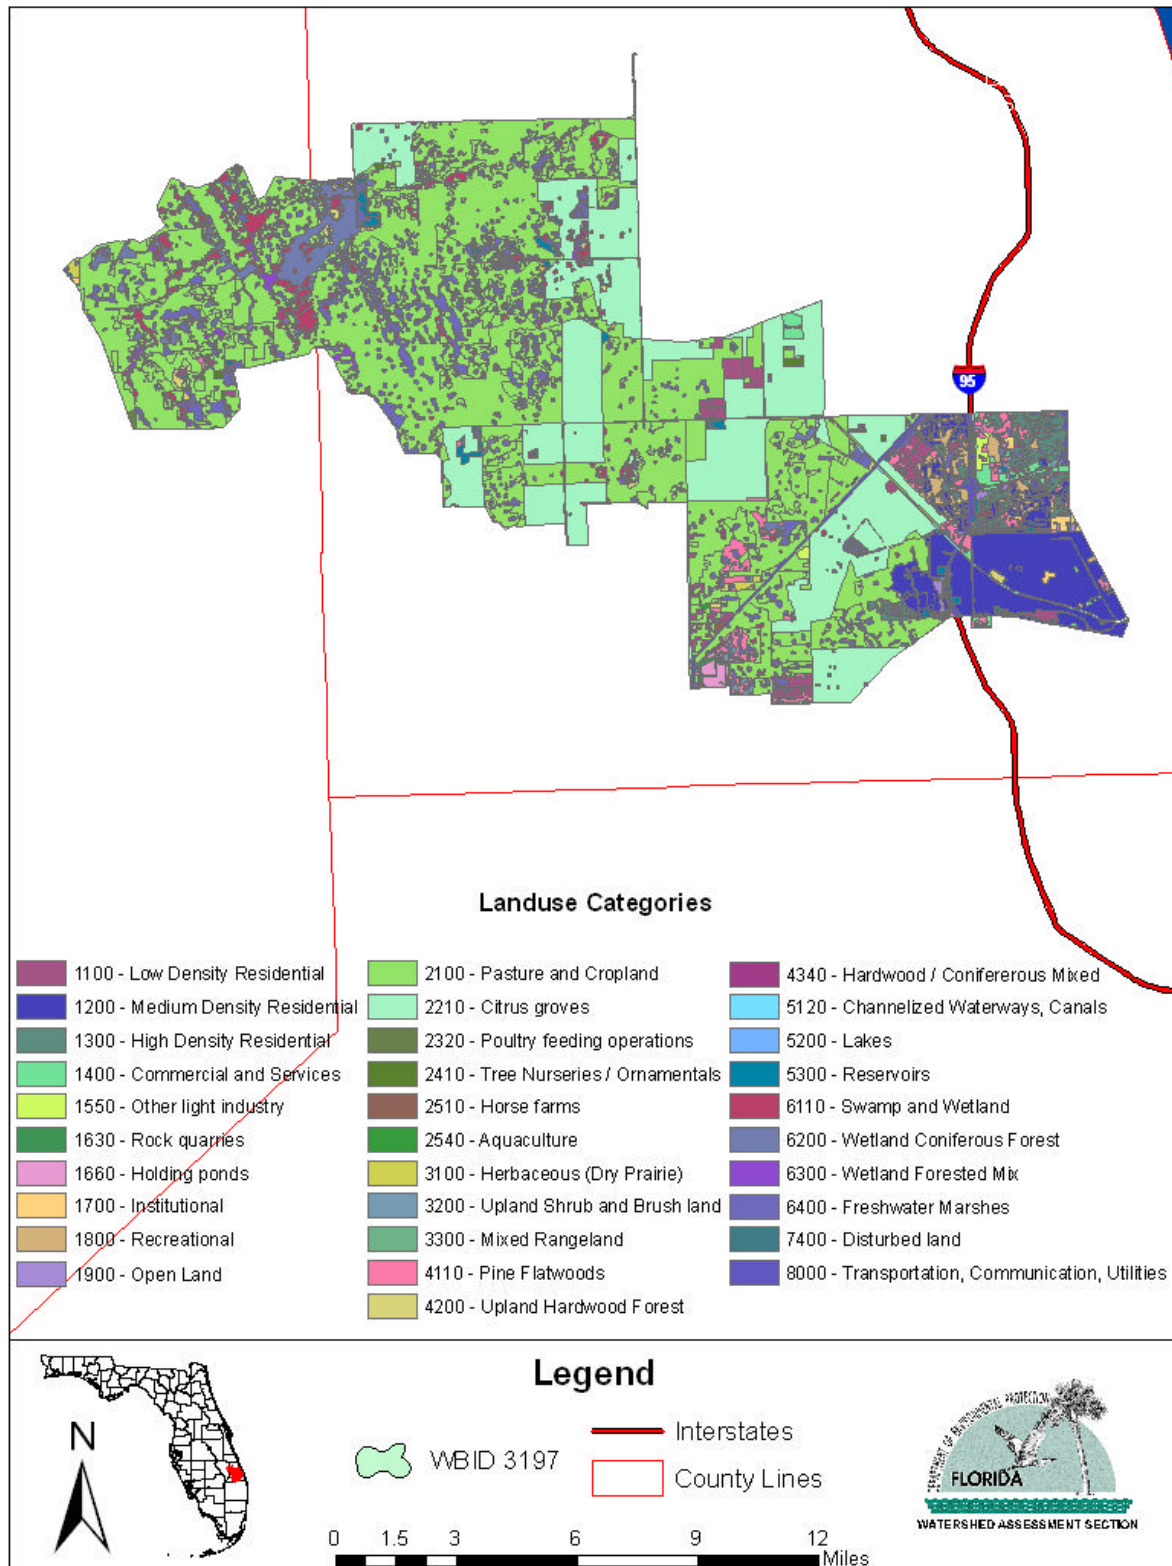 95
Landuse Categories
1100 - Low Density Residential
1200 - Medium Density Residential
1300 - High Density Residential
1400 - Commercial and Services
1550 - Other light industry
1630 - Rock quarries
1660 - Holding ponds
1700 - Institutional
1800 - Recreational
1900 - Open Land
2100 - Pasture and Cropland
2210 - Citrus groves
2320 - Poultry feeding operations
2410 - Tree Nurseries / Ornamentals
2510 - Horse farms
2540 - Aquaculture
3100 - Herbaceous (Dry Prairie)
3200 - Upland Shrub and Brush land
3300 - Mixed Rangeland
4110 - Pine Flatwoods
4200 - Upland Hardwood Forest
4340 - Hardwood / Conifererous Mixed
5120 - Channelized Waterways, Canals
5200 - Lakes
5300 - Reservoirs
6110 - Swamp and Wetland
6200 - Wetland Coniferous Forest
6300 - Wetland Forested Mix
6400 - Freshwater Marshes
7400 - Disturbed land
8000 - Transportation, Communication, Utilities
N
Legend
WBID 3197
Interstates
County Lines
0 1.5 3 6 9 12
Miles
DEPARTMENT OF ENVIRONMENTAL PROTECTION
FLORIDA
WATERSHED ASSESSMENT SECTION